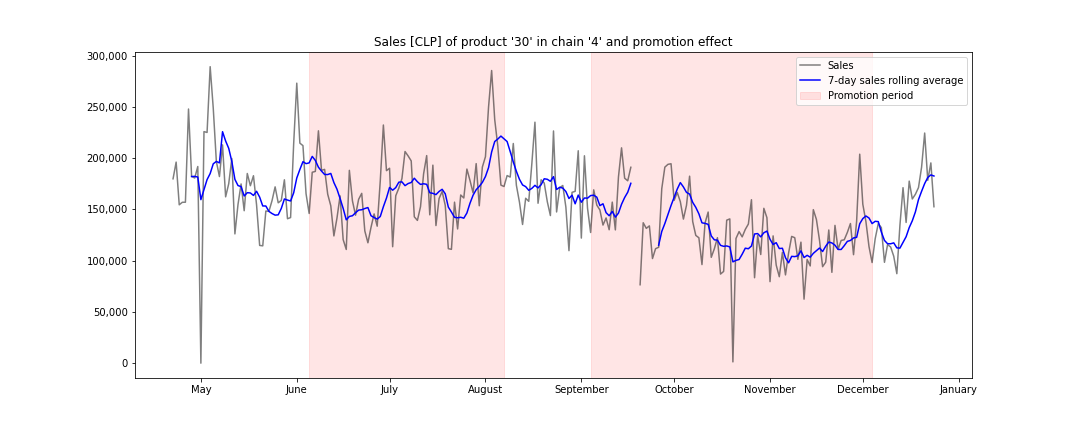 Sales [CLP] of product '30' in chain '4' and promotion effect
300,000
250,000
200,000
150,000
100,000
50,000
0
Sales
7-day sales rolling average
Promotion period
May
June
July
August
September
October
November
December
January